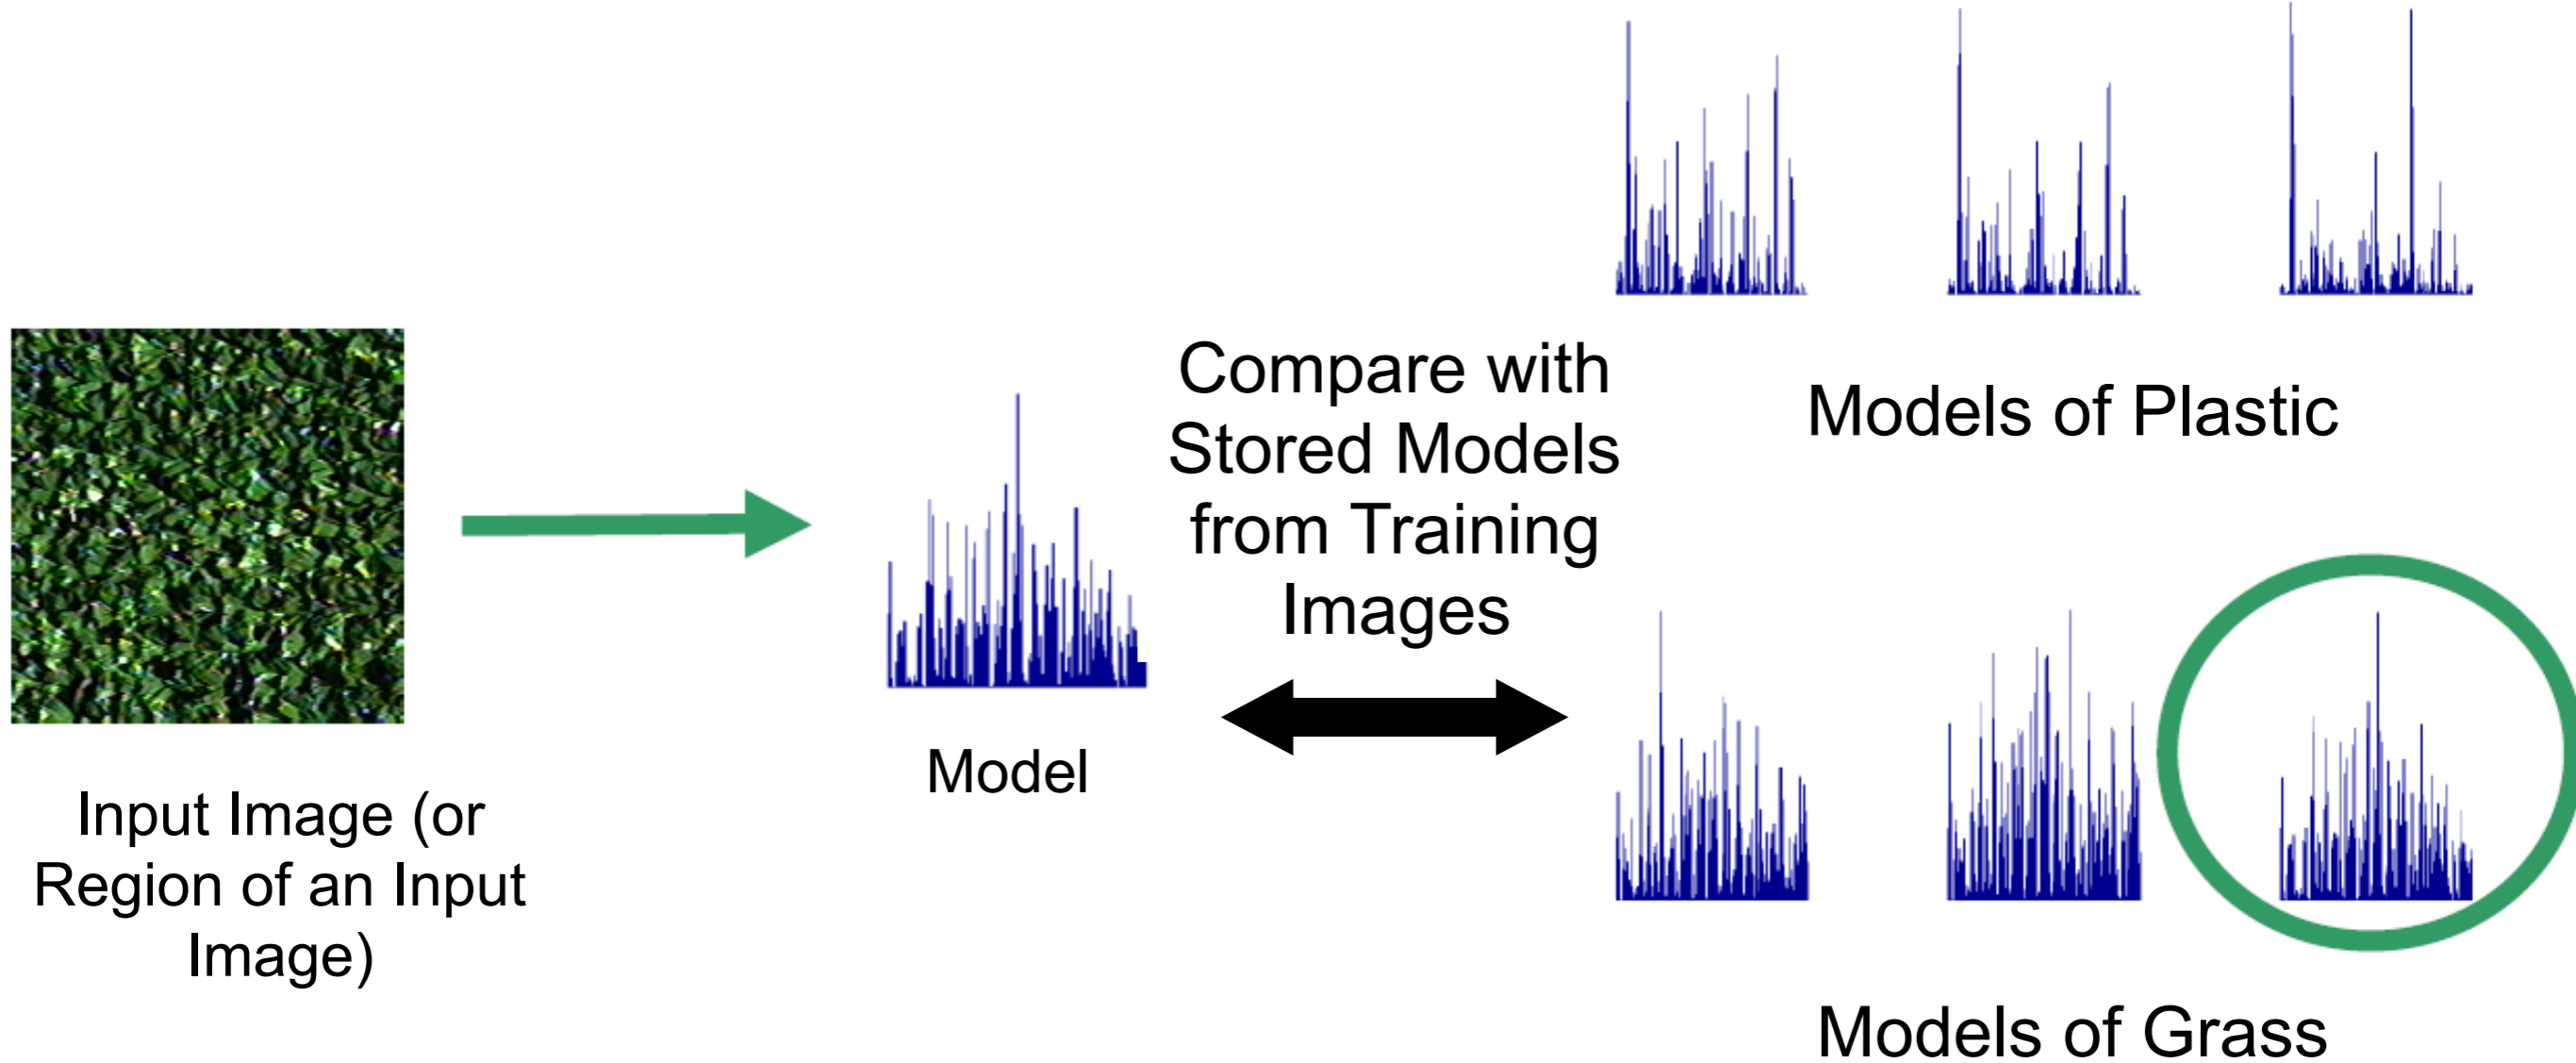 Input Image (or
Region of an Input
Image)
Model
Compare with
Stored Models
from Training
Images
Models of Plastic
Models of Grass